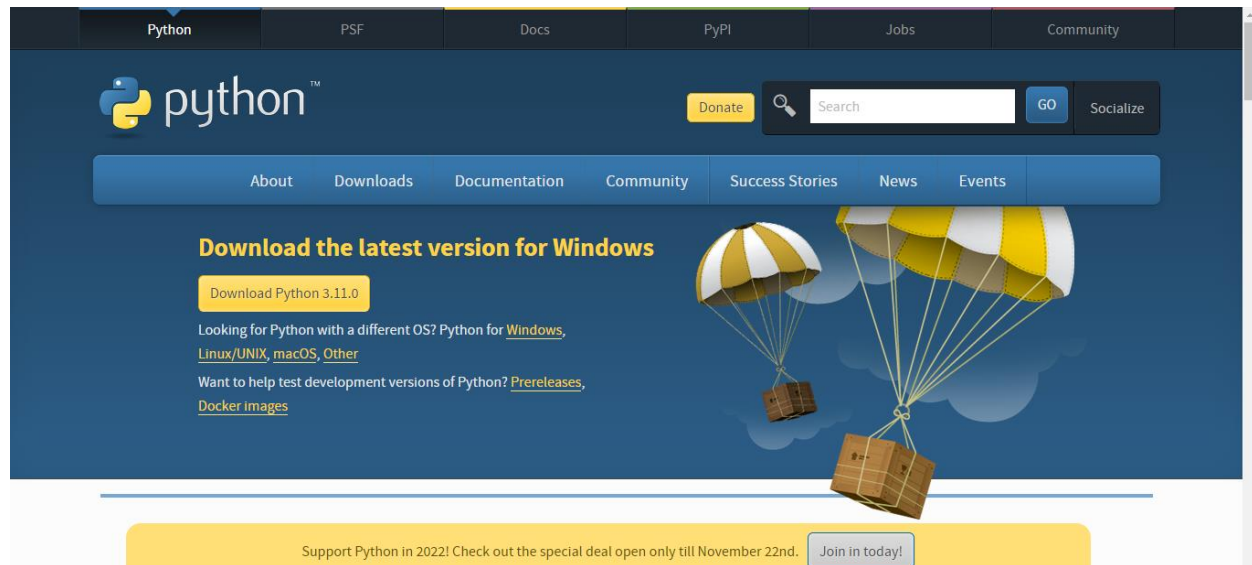 Python PSF Docs PyPI Jobs Community
python™
Donate Search GO Socialize
About Downloads Documentation Community Success Stories News Events
Download the latest version for Windows
Download Python 3.11.0
Looking for Python with a different OS? Python for Windows,
Linux/UNIX, macOS, Other
Want to help test development versions of Python? Prereleases,
Docker images
Support Python in 2022! Check out the special deal open only till November 22nd. Join in today!